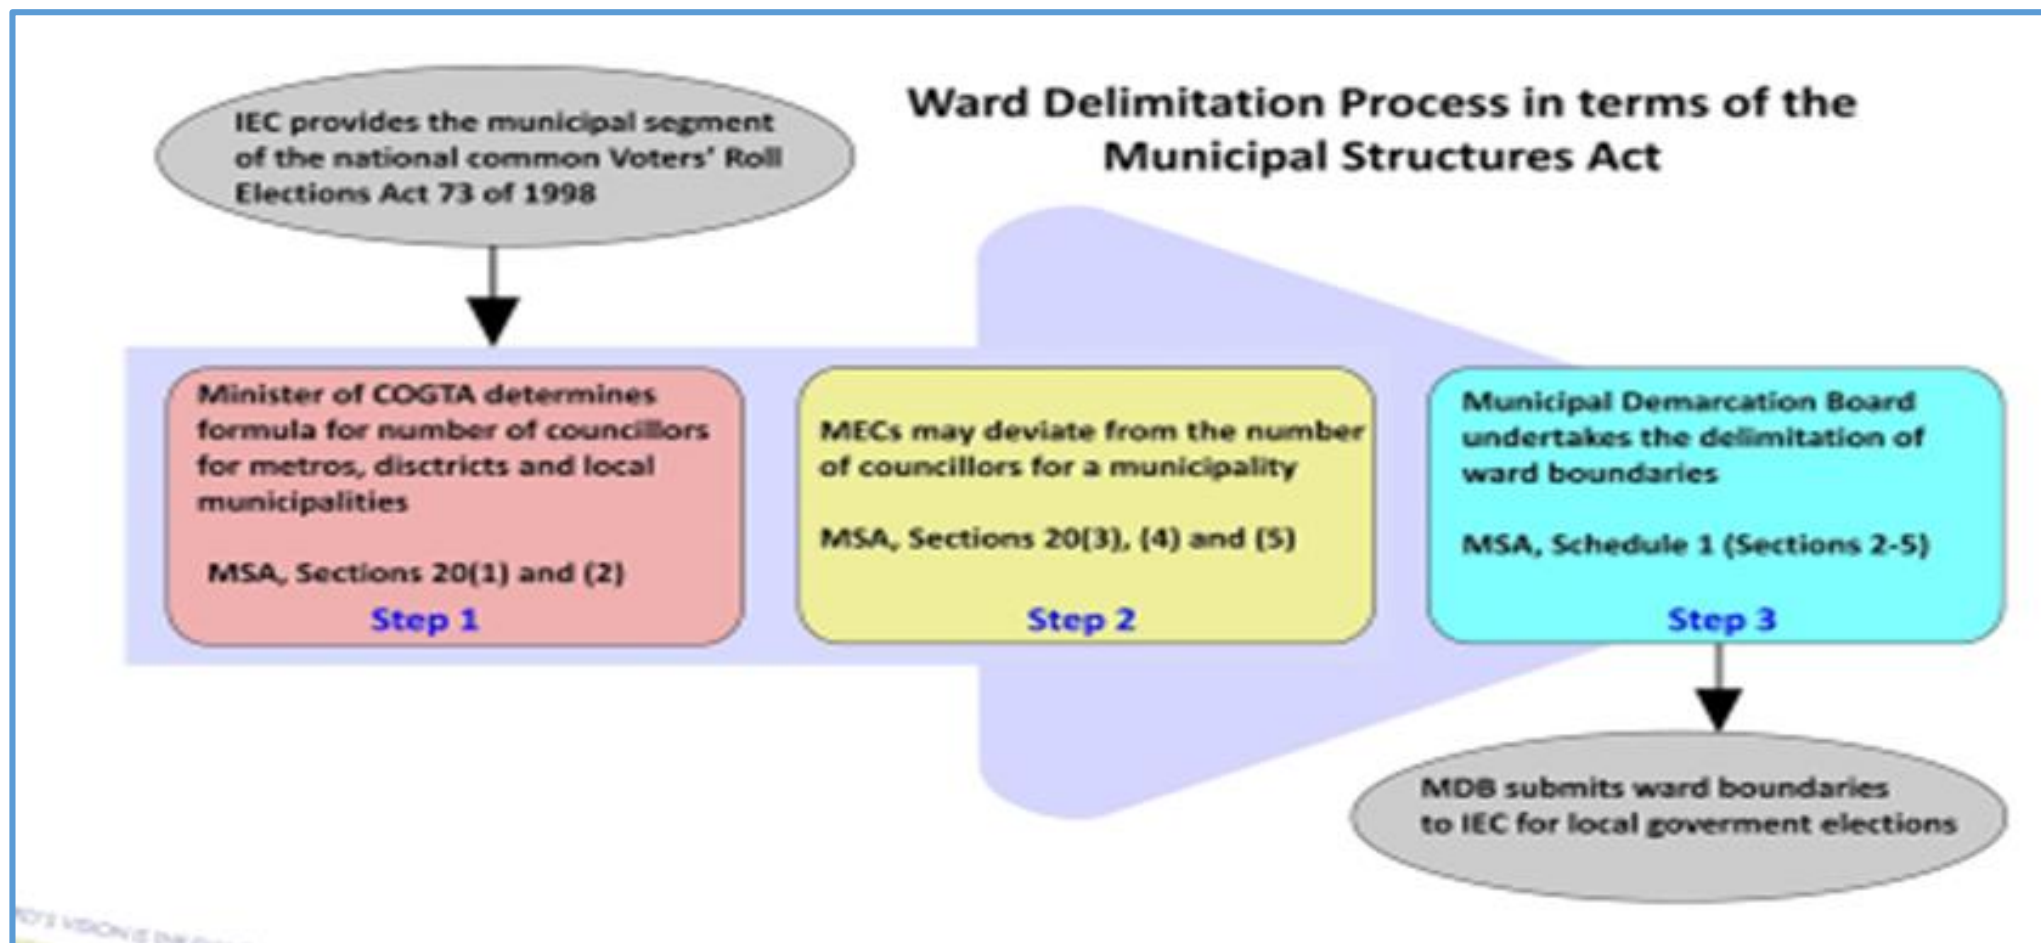 Ward Delimitation Process in terms of the
Municipal Structures Act
IEC provides the municipal segment
of the national common Voters' Roll
Elections Act 73 of 1998
Minister of COGTA determines
formula for number of councillors
for metros, disctricts and local
municipalities
MSA, Sections 20(1) and (2)
Step 1
MECs may deviate from the number
of councillors for a municipality
MSA, Sections 20(3), (4) and (5)
Step 2
Municipal Demarcation Board
undertakes the delimitation of
ward boundaries
MSA, Schedule 1 (Sections 2-5)
Step 3
MDB submits ward boundaries
to IEC for local goverment elections
VISION IS